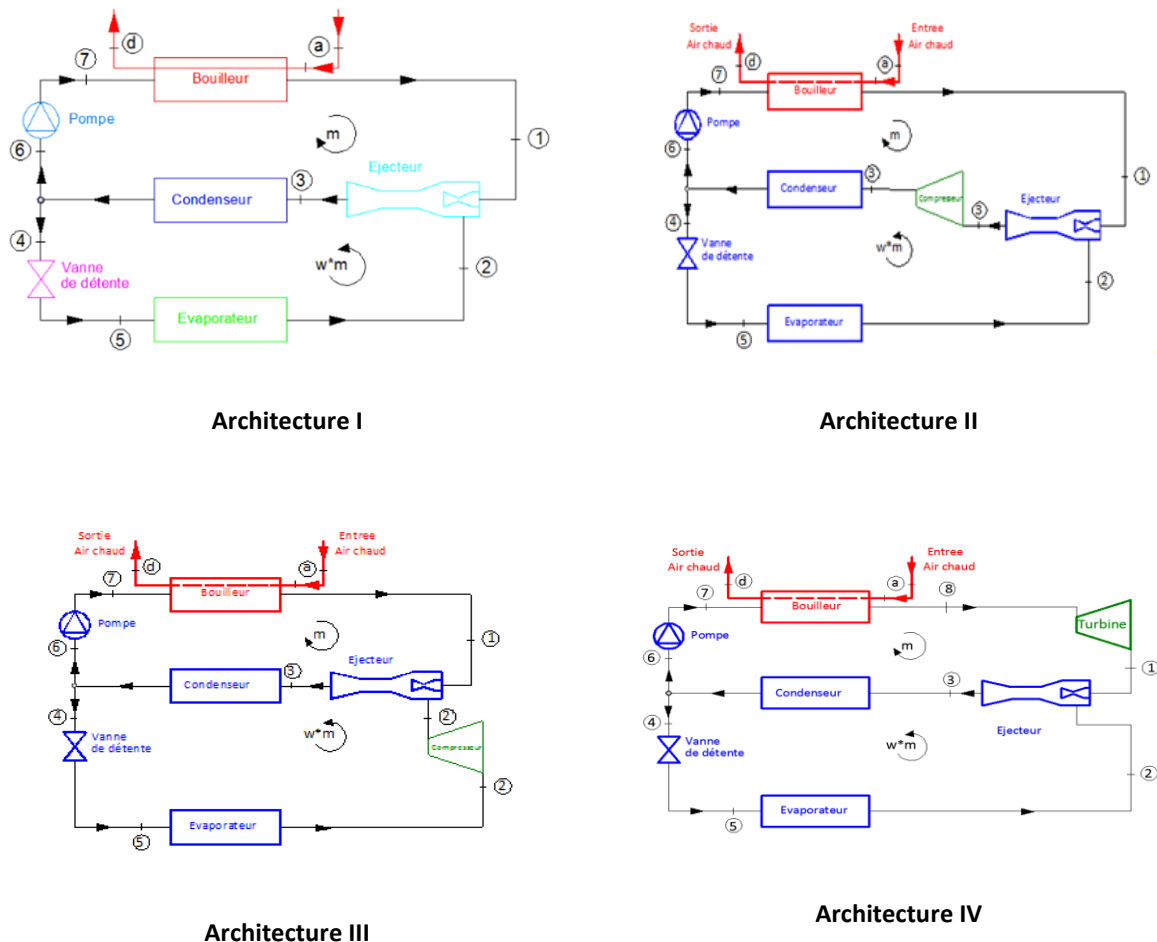 d
a
7
Bouilleur
Pompe
m
1
6
Ejecteur
3
Condenseur
4
w*m
2
Vanne
de détente
Evaporateur
5
Architecture I
Sortie
Air chaud
Entree
Air chaud
d
a
7
Bouilleur
Pompe
m
6
3
1
Condenseur
Compresseur
Ejecteur
3
4
w*m
Vanne
de détente
2
Evaporateur
5
Architecture II
Sortie
Air chaud
Entree
Air chaud
d
a
7
Bouilleur
Pompe
m
1
6
Ejecteur
3
Condenseur
4
2
w*m
Vanne
de détente
Compresseur
2
Evaporateur
5
Architecture III
Sortie
Air chaud
Entree
Air chaud
d
a
8
7
Bouilleur
Turbine
Pompe
m
6
1
3
Condenseur
4
Ejecteur
Vanne
de détente
w*m
2
Evaporateur
5
Architecture IV